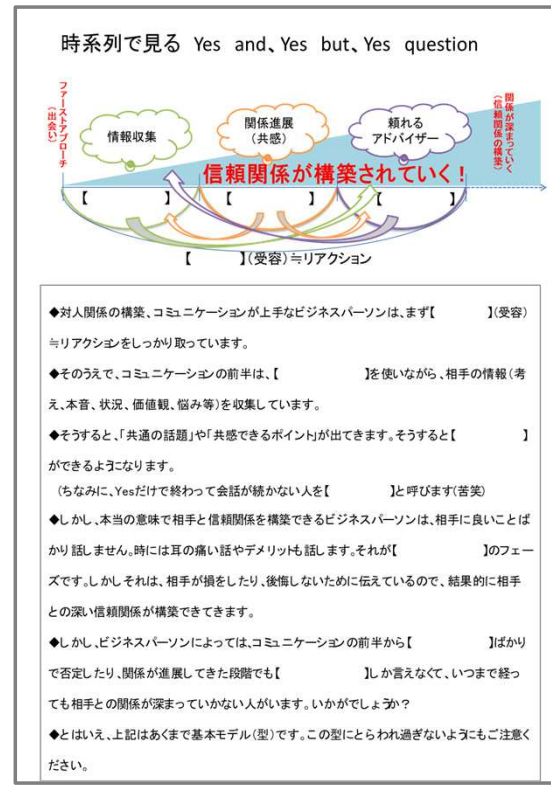 時系列で見る Yes and、Yes but、Yes question
ファーストアプローチ
(出会い)
情報収集
関係進展
(共感)
頼れる
アドバイザー
関係が深まっていく
(信頼関係の構築)
信頼関係が構築されていく!
【 】 【 】 【 】
【 】(受容)≒リアクション
◆対人関係の構築、コミュニケーションが上手なビジネスパーソンは、まず【 】(受容)
≒リアクションをしっかり取っています。
◆そのうえで、コミュニケーションの前半は、【 】を使いながら、相手の情報(考
え、本音、状況、価値観、悩み等)を収集しています。
◆そうすると、「共通の話題」や「共感できるポイント」が出てきます。そうすると【 】
ができるようになります。
(ちなみに、Yesだけで終わって会話が続かない人を【 】と呼びます(苦笑)
◆しかし、本当の意味で相手と信頼関係を構築できるビジネスパーソンは、相手に良いことば
かり話しません。時には耳の痛い話やデメリットも話します。それが【 】のフェー
ズです。しかしそれは、相手が損をしたり、後悔しないために伝えているので、結果的に相手
との深い信頼関係が構築できてきます。
◆しかし、ビジネスパーソンによっては、コミュニケーションの前半から【 】ばかり
で否定したり、関係が進展してきた段階でも【 】しか言えなくて、いつまで経っ
ても相手との関係が深まっていかない人がいます。いかがでしょうか?
◆とはいえ、上記はあくまで基本モデル(型)です。この型にとらわれ過ぎないようにもご注意く
ださい。